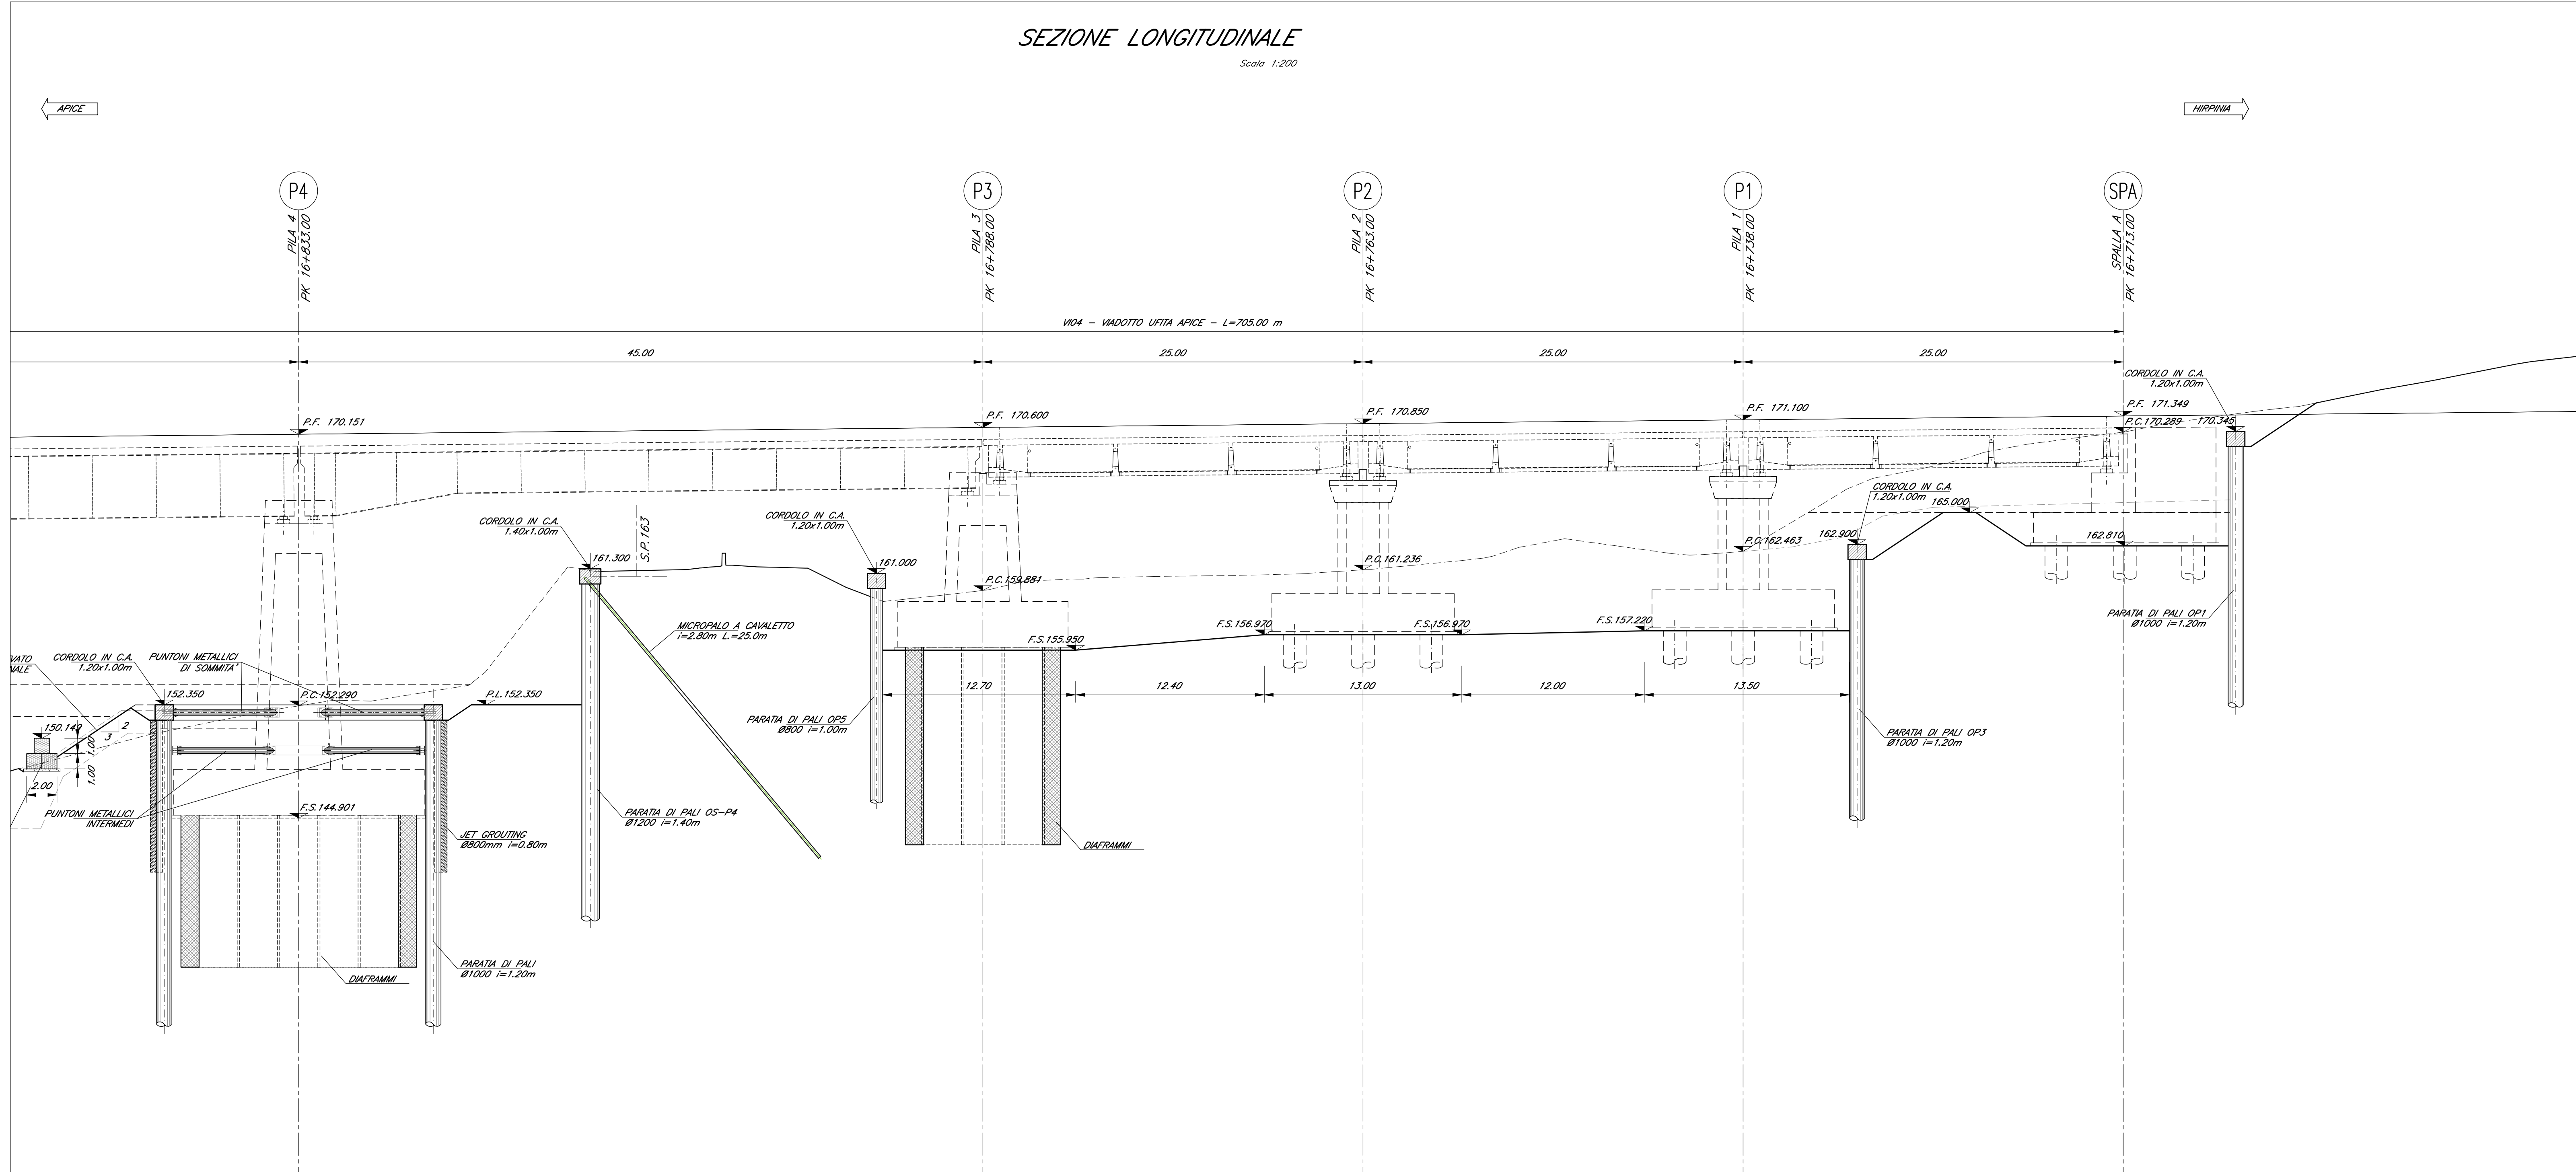 SEZIONE LONGITUDINALE
Scala 1:200
APICE
HIRPINIA
P4
P3
P2
P1
SPA
PILA 4
PK 16+833.00
PILA 3
PK 16+788.00
PILA 2
PK 16+763.00
PILA 1
PK 16+738.00
SPALLA A
PK 16+713.00
VI04 - VIADOTTO UFITA APICE - L=705.00 m
45.00
25.00
25.00
25.00
CORDOLO IN C.A.
1.20x1.00m
P.F. 170.151
P.F. 170.600
P.F. 170.850
P.F. 171.100
P.F. 171.349
P.C.170.289
170.345
CORDOLO IN C.A.
1.40x1.00m
S.P.163
CORDOLO IN C.A.
1.20x1.00m
CORDOLO IN C.A.
1.20x1.00m
165.000
162.900
162.810
P.C.162.463
161.300
161.000
P.C.161.236
P.C.159.881
PARATIA DI PALI OP1
Ø1000 i=1.20m
MICROPALO A CAVALETTO
i=2.80m L.=25.0m
F.S.155.950
F.S.156.970
F.S.156.970
F.S.157.220
VATO
NALE
CORDOLO IN C.A.
1.20x1.00m
PUNTONI METALLICI
DI SOMMITA'
152.350
P.C.152.290
P.L.152.350
12.70
12.40
13.00
12.00
13.50
150.149
2
3
1.00
1.00
2.00
PARATIA DI PALI OP5
Ø800 i=1.00m
PARATIA DI PALI OP3
Ø1000 i=1.20m
PUNTONI METALLICI
INTERMEDI
F.S.144.901
JET GROUTING
Ø800mm i=0.80m
PARATIA DI PALI OS-P4
Ø1200 i=1.40m
DIAFRAMMI
PARATIA DI PALI
Ø1000 i=1.20m
DIAFRAMMI